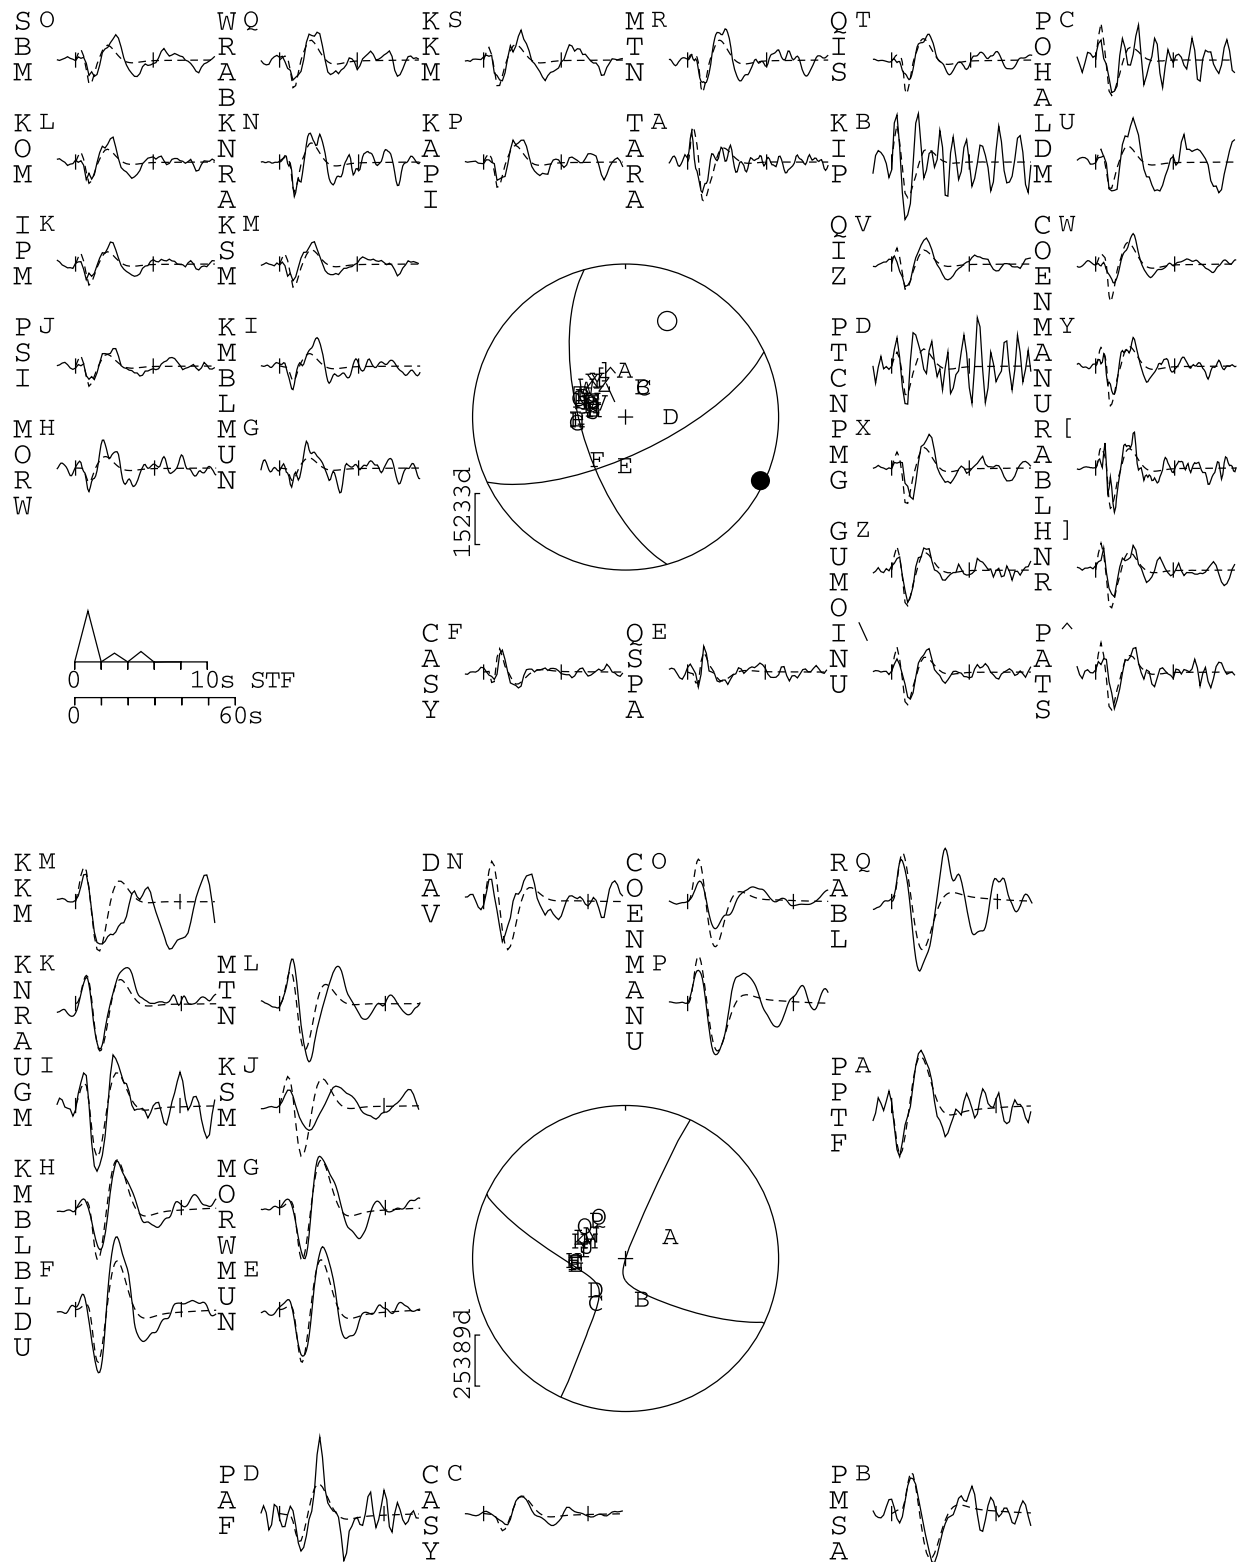 SBM O
WRAB Q
KKM S
MTN R
QIS T
POHA C
KOM L
KNRA N
KAPI P
TARA A
KIP B
LDM U
IPM K
KSM M
QIZ V
COEN W
PSI J
KMBL I
PTCN D
MANU Y
MORW H
MUN G
PMG X
RABL [
GUMO Z
HNR ]
CASY F
QSPA E
INU \
PATS ^
A
C
D
F
E
15233d
0 10s STF
0 60s
KKM M
DAV N
COEN O
RABL Q
KNRA K
MTN L
MANU P
UGM I
KSM J
PPTF A
KMBL H
MORW G
BLDU F
MUN E
A
D
C
B
25389d
PAF D
CASY C
PMSA B